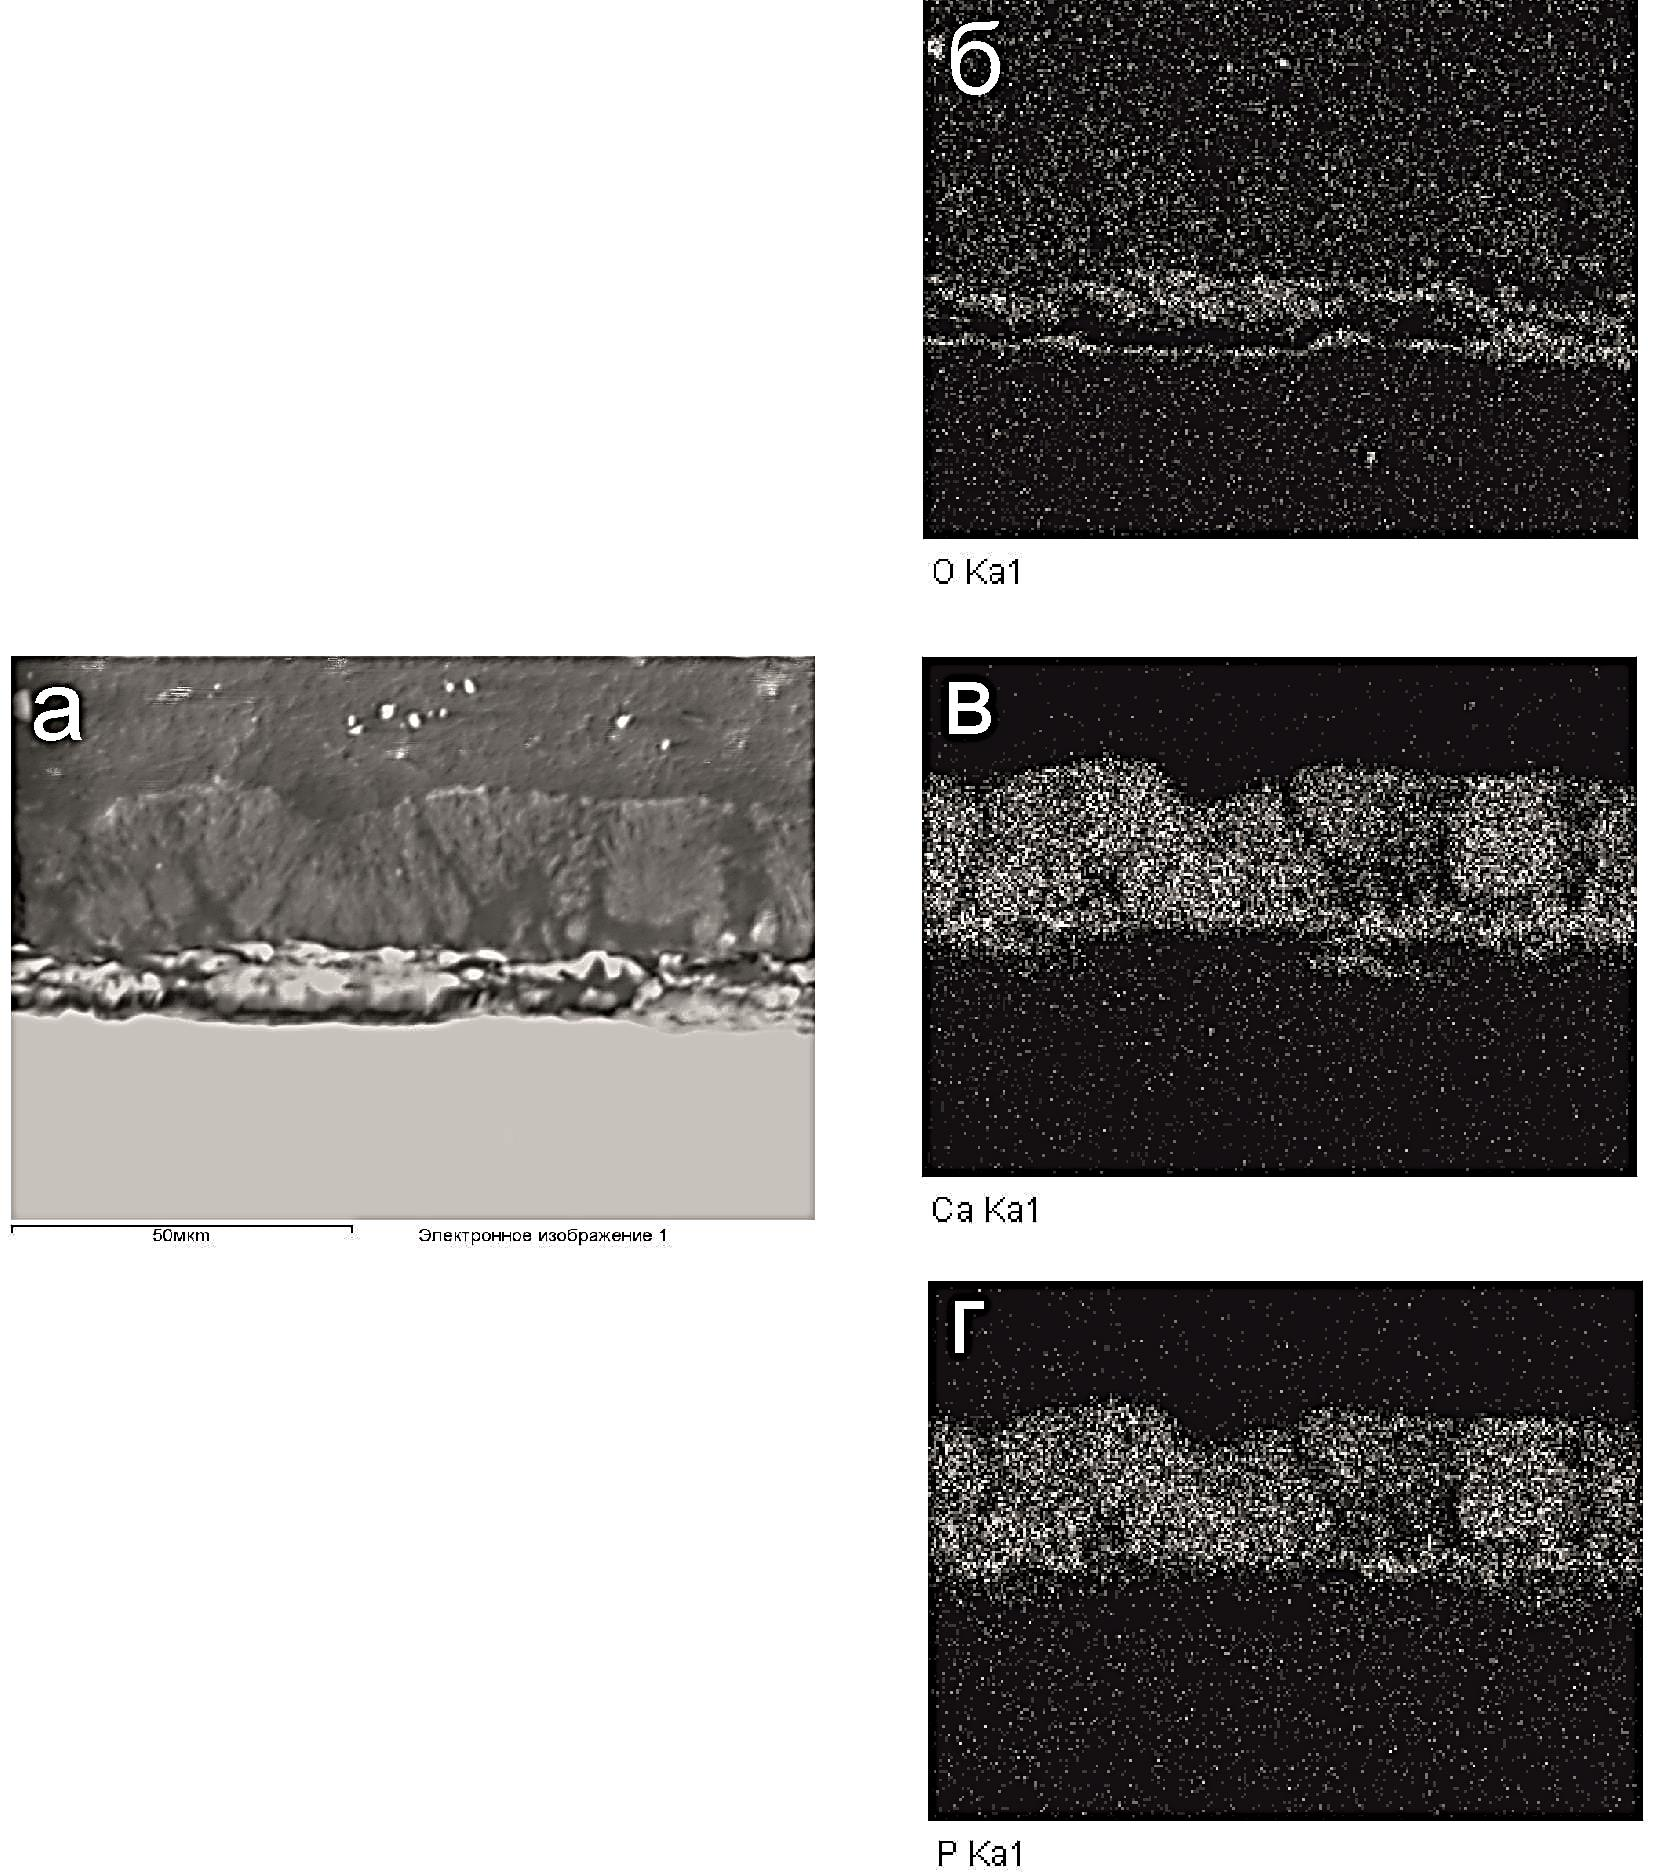 б
O Ka1
а
в
50мкm
Электронное изображение 1
Ca Ka1
г
P Ka1